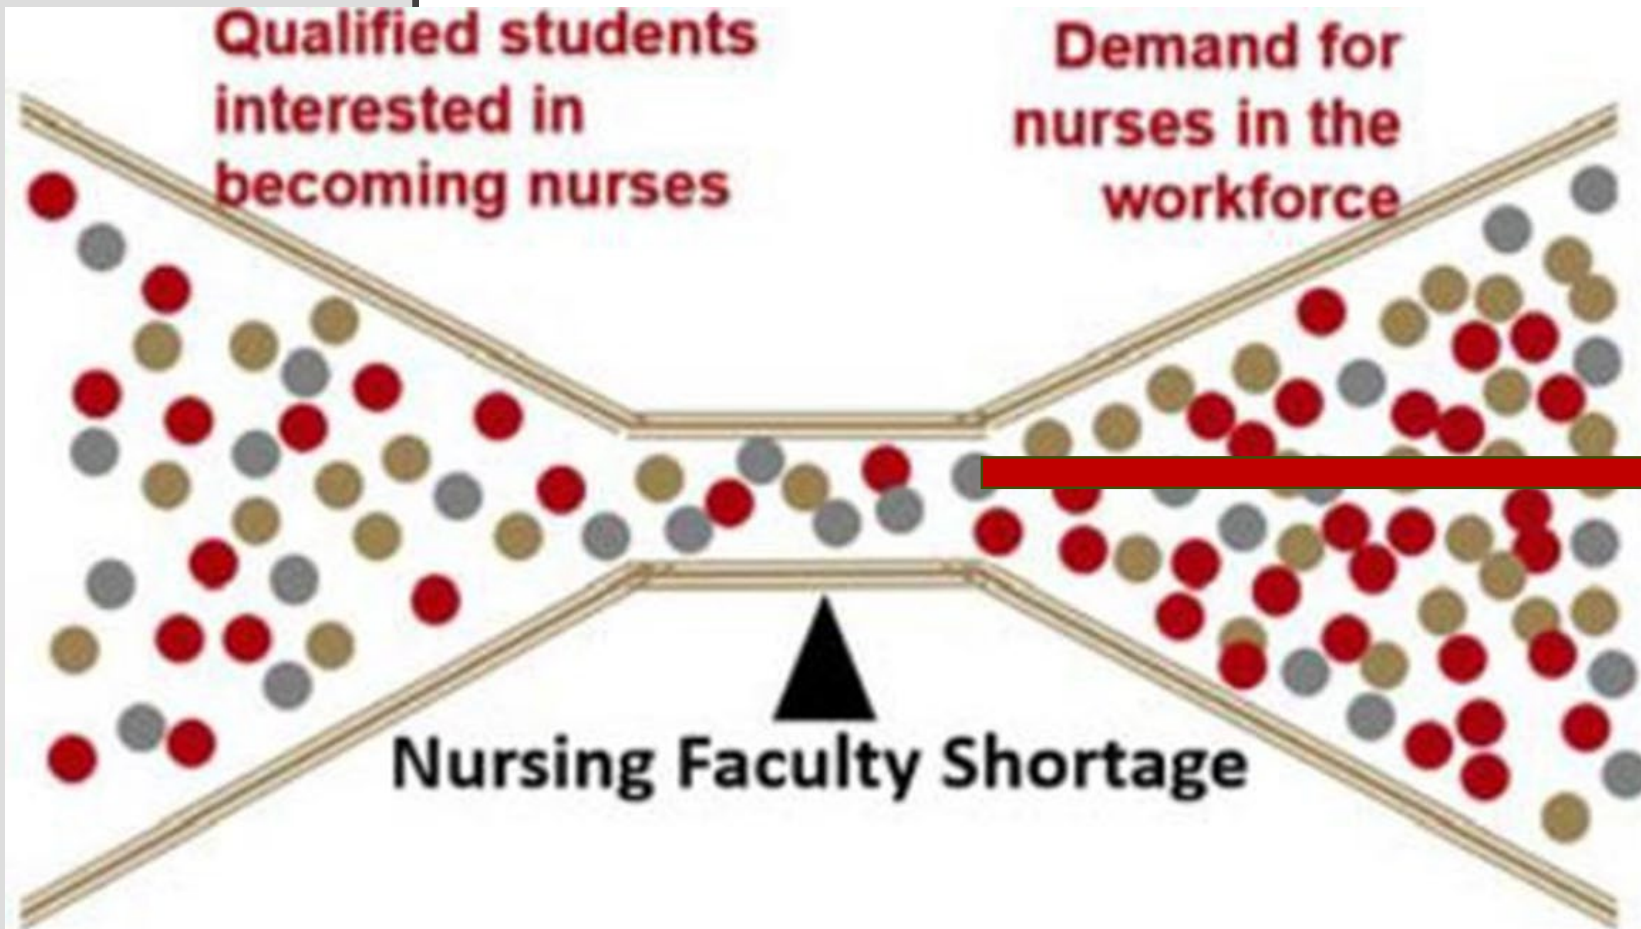 Qualified students
interested in
becoming nurses
Demand for
nurses in the
workforce
Nursing Faculty Shortage